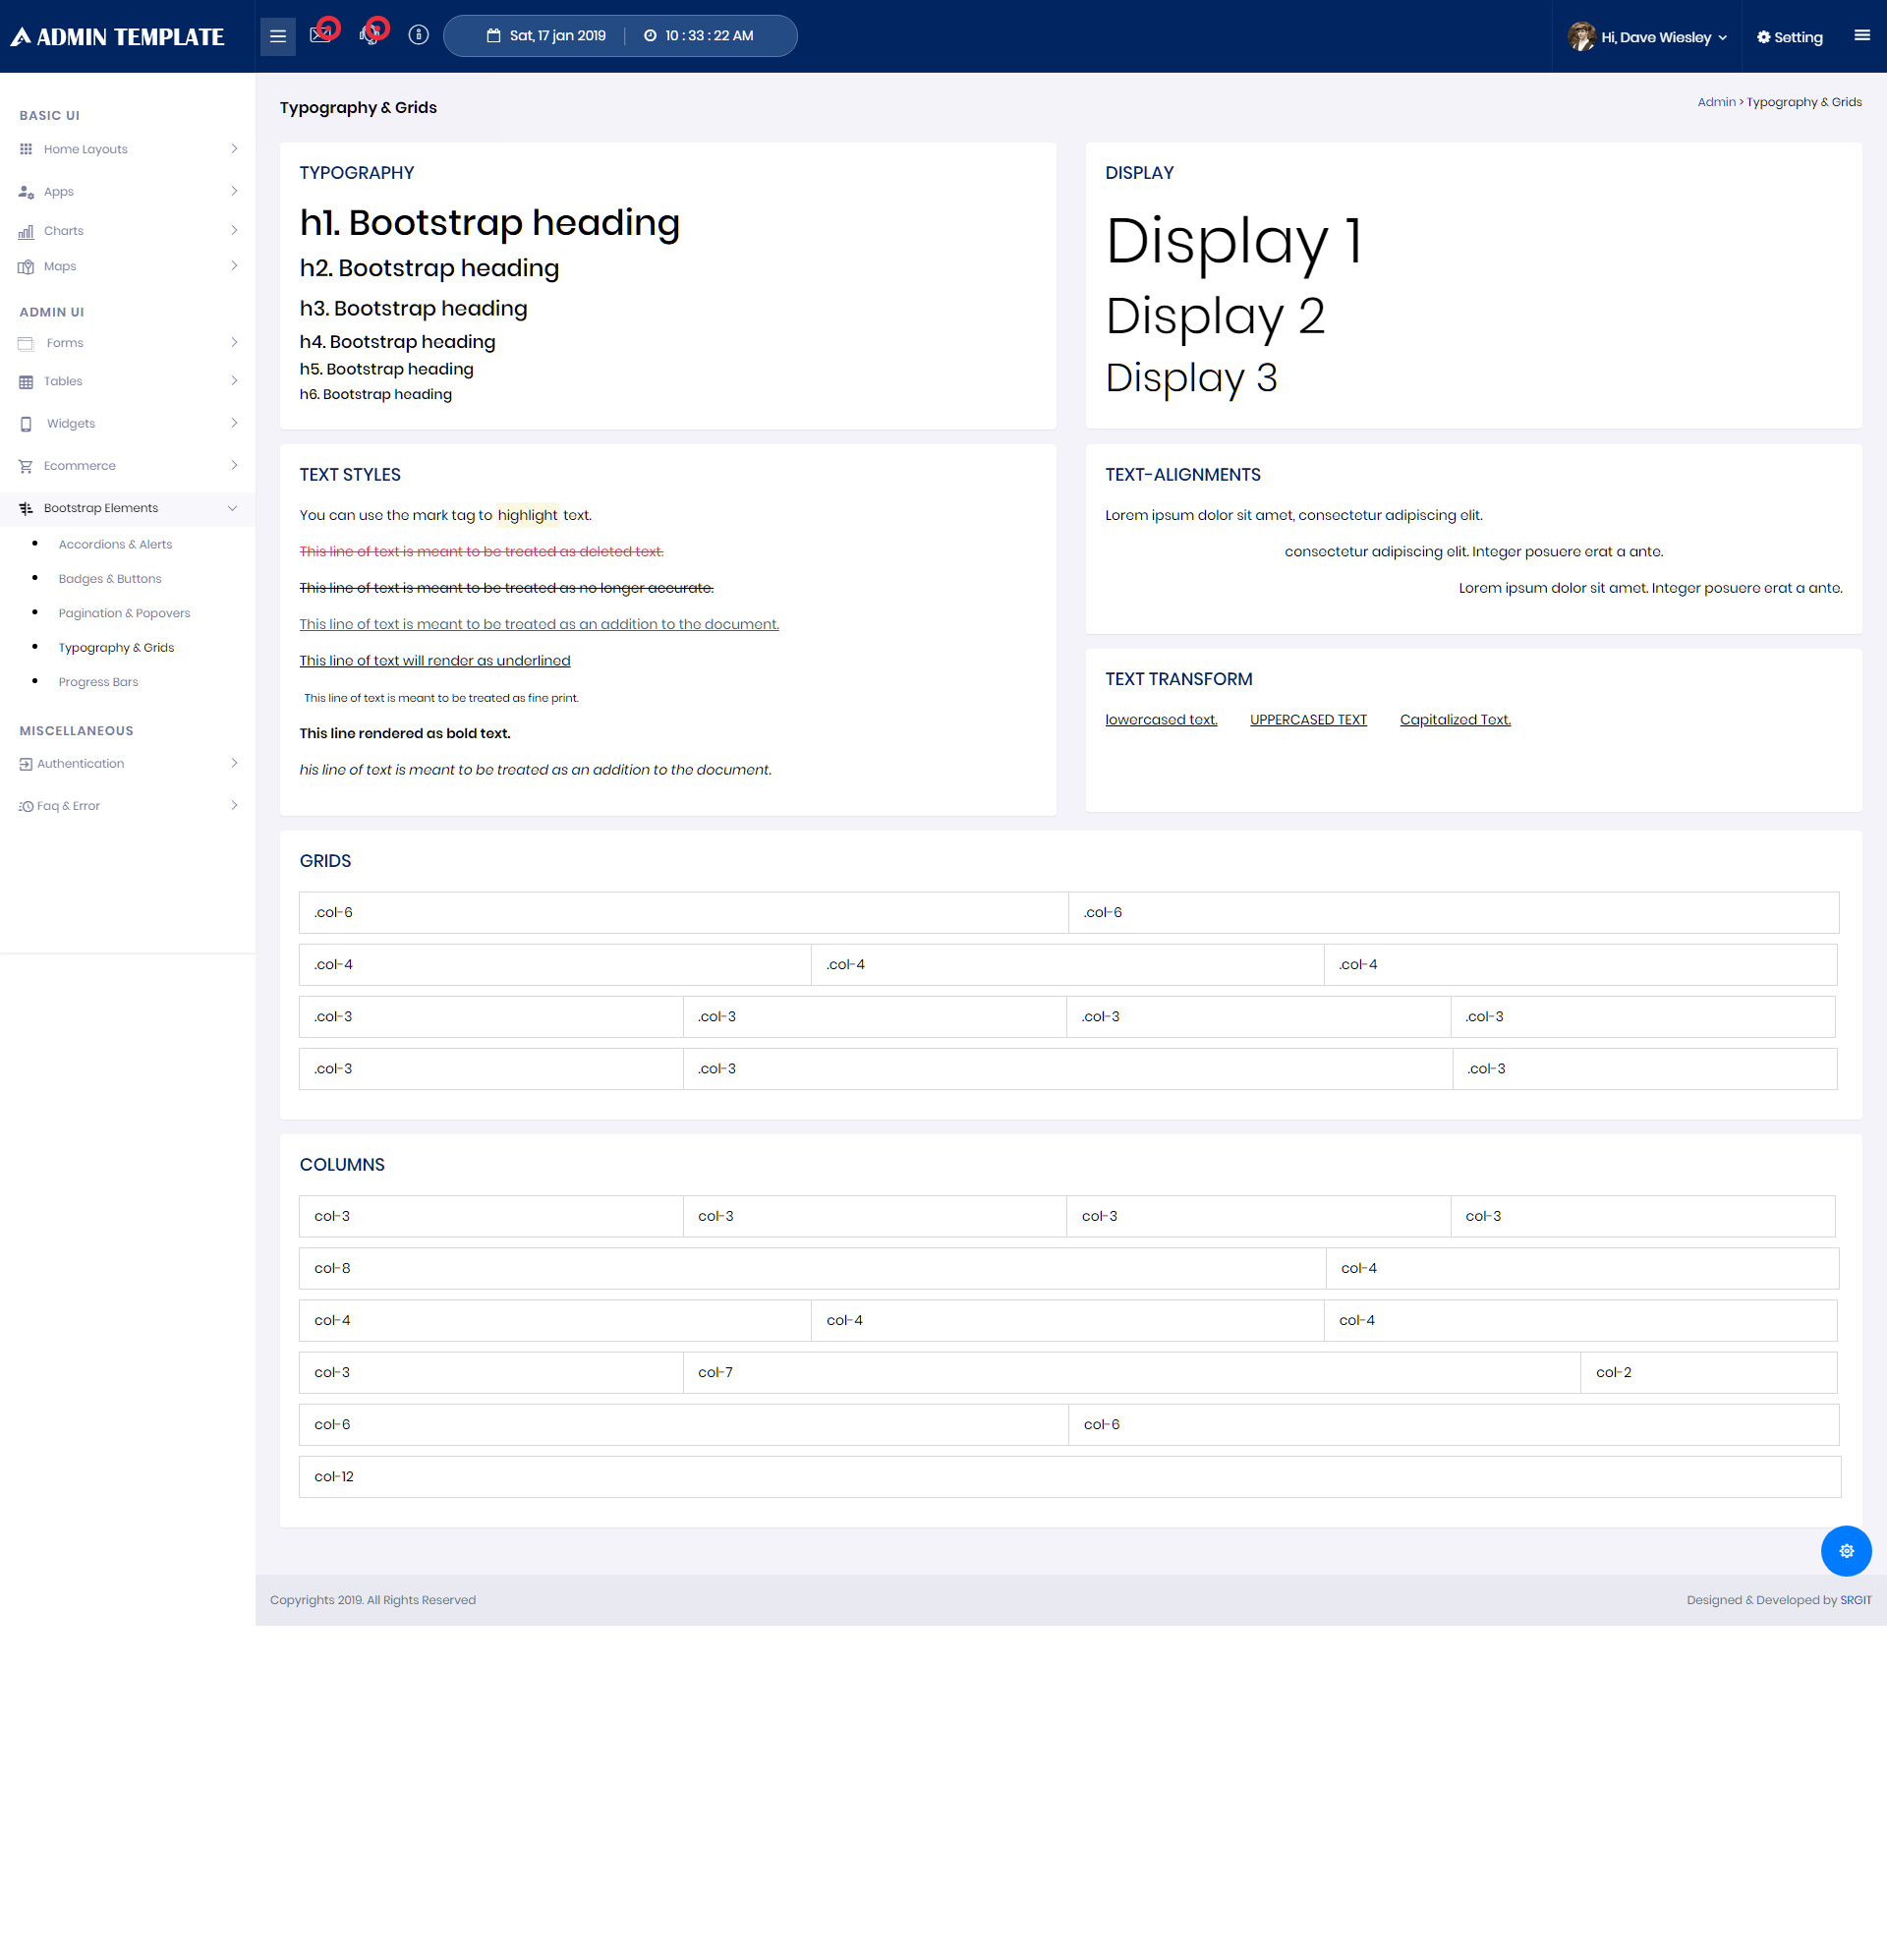 ADMIN TEMPLATE
Sat, 17 jan 2019
10 : 33 : 22 AM
Hi, Dave Wiesley
Setting
BASIC UI
Home Layouts
Apps
Charts
Maps
ADMIN UI
Forms
Tables
Widgets
Ecommerce
Bootstrap Elements
Accordions & Alerts
Badges & Buttons
Pagination & Popovers
Typography & Grids
Progress Bars
MISCELLANEOUS
Authentication
Faq & Error
Typography & Grids
Admin > Typography & Grids
TYPOGRAPHY
h1. Bootstrap heading
h2. Bootstrap heading
h3. Bootstrap heading
h4. Bootstrap heading
h5. Bootstrap heading
h6. Bootstrap heading
DISPLAY
Display 1
Display 2
Display 3
TEXT STYLES
You can use the mark tag to highlight text.
This line of text is meant to be treated as deleted text.
This line of text is meant to be treated as no longer accurate.
This line of text is meant to be treated as an addition to the document.
This line of text will render as underlined
This line of text is meant to be treated as fine print.
This line rendered as bold text.
his line of text is meant to be treated as an addition to the document.
TEXT-ALIGNMENTS
Lorem ipsum dolor sit amet, consectetur adipiscing elit.
consectetur adipiscing elit. Integer posuere erat a ante.
Lorem ipsum dolor sit amet. Integer posuere erat a ante.
TEXT TRANSFORM
lowercased text. UPPERCASED TEXT Capitalized Text.
GRIDS
.col-6 .col-6
.col-4 .col-4 .col-4
.col-3 .col-3 .col-3 .col-3
.col-3 .col-3 .col-3
COLUMNS
col-3 col-3 col-3 col-3
col-8 col-4
col-4 col-4 col-4
col-3 col-7 col-2
col-6 col-6
col-12
Copyrights 2019. All Rights Reserved
Designed & Developed by SRGIT